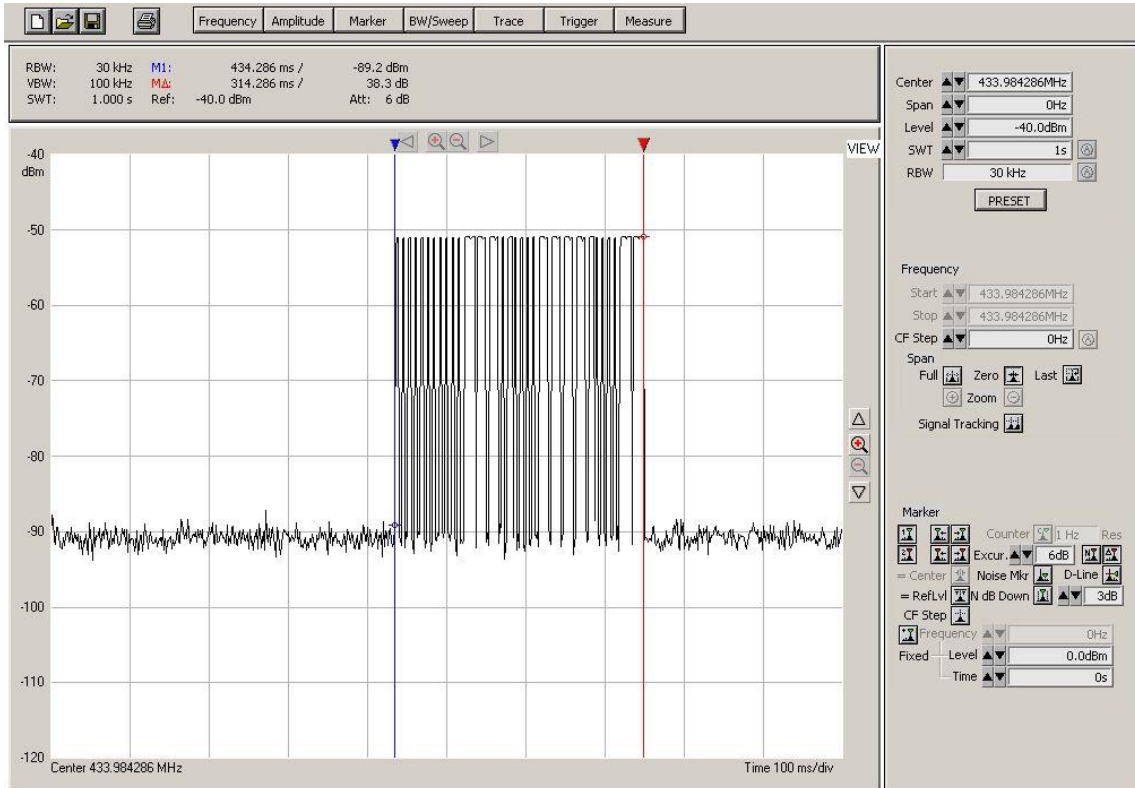 Frequency Amplitude Marker BW/Sweep Trace Trigger Measure
RBW: 30 kHz M1: 434.286 ms / -89.2 dBm
VBW: 100 kHz MΔ: 314.286 ms / 38.3 dB
SWT: 1.000 s Ref: -40.0 dBm Att: 6 dB
Center 433.984286MHz
Span 0Hz
Level -40.0dBm
SWT 1s
RBW 30 kHz
PRESET
VIEW
-40
dBm
-50
-60
-70
-80
-90
-100
-110
-120
Center 433.984286 MHz Time 100 ms/div
Frequency
Start 433.984286MHz
Stop 433.984286MHz
CF Step 0Hz
Span
Full Zero Last
Zoom
Signal Tracking
Marker
Counter 1 Hz Res
Excur. 6dB
= Center Noise Mkr D-Line
= RefLvl N dB Down 3dB
CF Step
Frequency 0Hz
Fixed Level 0.0dBm
Time 0s